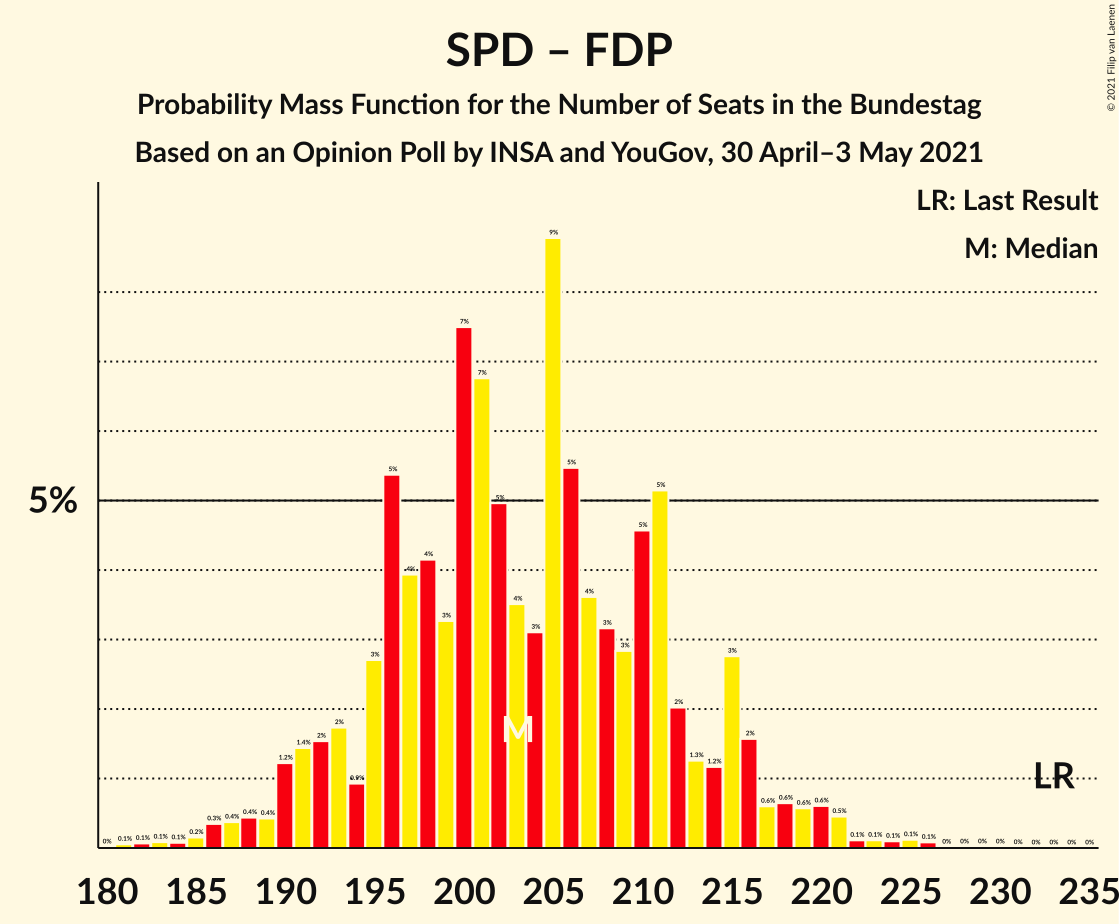 SPD – FDP
Probability Mass Function for the Number of Seats in the Bundestag
Based on an Opinion Poll by INSA and YouGov, 30 April–3 May 2021
© 2021 Filip van Laenen
LR: Last Result
M: Median
5%
0% 0.1% 0.1% 0.1% 0.1% 0.2% 0.3% 0.4% 0.4% 0.4% 1.2% 1.4% 2% 2% 0.9% 3% 5% 4% 4% 3% 7% 7% 5% 4% 3% 9% 5% 4% 3% 3% 5% 5% 2% 1.3% 1.2% 3% 2% 0.6% 0.6% 0.6% 0.6% 0.5% 0.1% 0.1% 0.1% 0.1% 0.1% 0% 0% 0% 0% 0% 0% 0% 0% 0%
M
LR
180 185 190 195 200 205 210 215 220 225 230 235